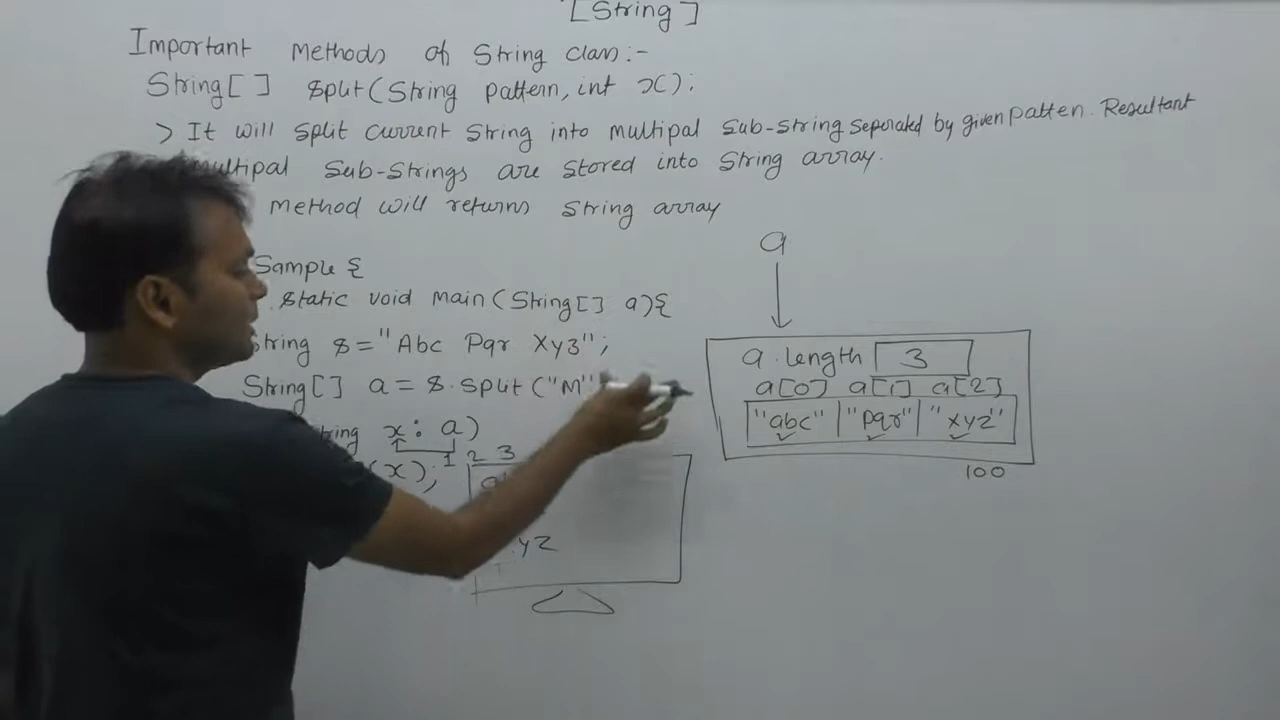 [String]
Important methods of String class:-
String[] split(String pattern, int x);
> It will split current String into multipal Sub-String seperated by given patten. Resultant
multipal Sub-Strings are stored into String array.
method will returns String array
Sample {
static void main(String[] a){
String s="Abc Pqr Xyz";
String[] a = s.split("M"
x: a)
(x);
1 2 3
yz
a
a.length 3
a[0] a[1] a[2]
"abc" "pqr" "xyz"
100